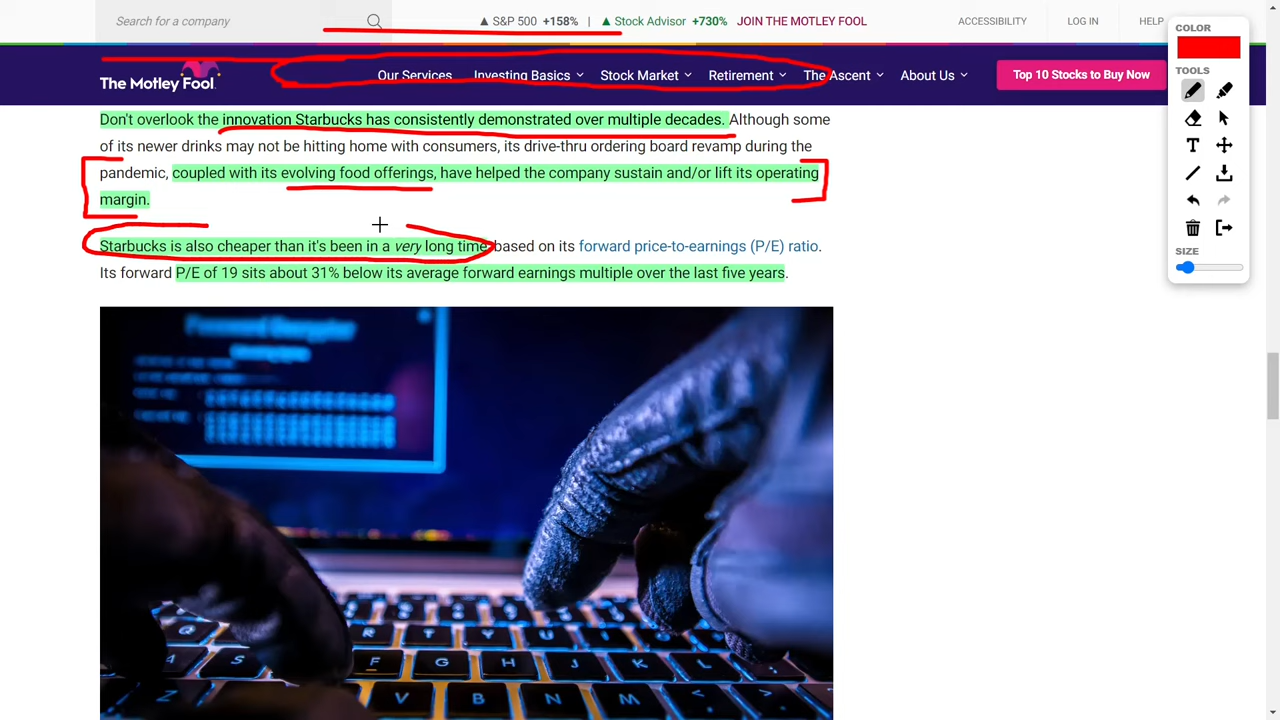 Search for a company
▲ S&P 500 +158% | ▲ Stock Advisor +730% JOIN THE MOTLEY FOOL
ACCESSIBILITY LOG IN HELP
The Motley Fool.
Our Services Investing Basics Stock Market Retirement The Ascent About Us
Top 10 Stocks to Buy Now
COLOR
TOOLS
T
SIZE
Don't overlook the innovation Starbucks has consistently demonstrated over multiple decades. Although some
of its newer drinks may not be hitting home with consumers, its drive-thru ordering board revamp during the
pandemic, coupled with its evolving food offerings, have helped the company sustain and/or lift its operating
margin.
Starbucks is also cheaper than it's been in a very long time based on its forward price-to-earnings (P/E) ratio.
Its forward P/E of 19 sits about 31% below its average forward earnings multiple over the last five years.
R T Y U
S F G H J K L
Z V B N M